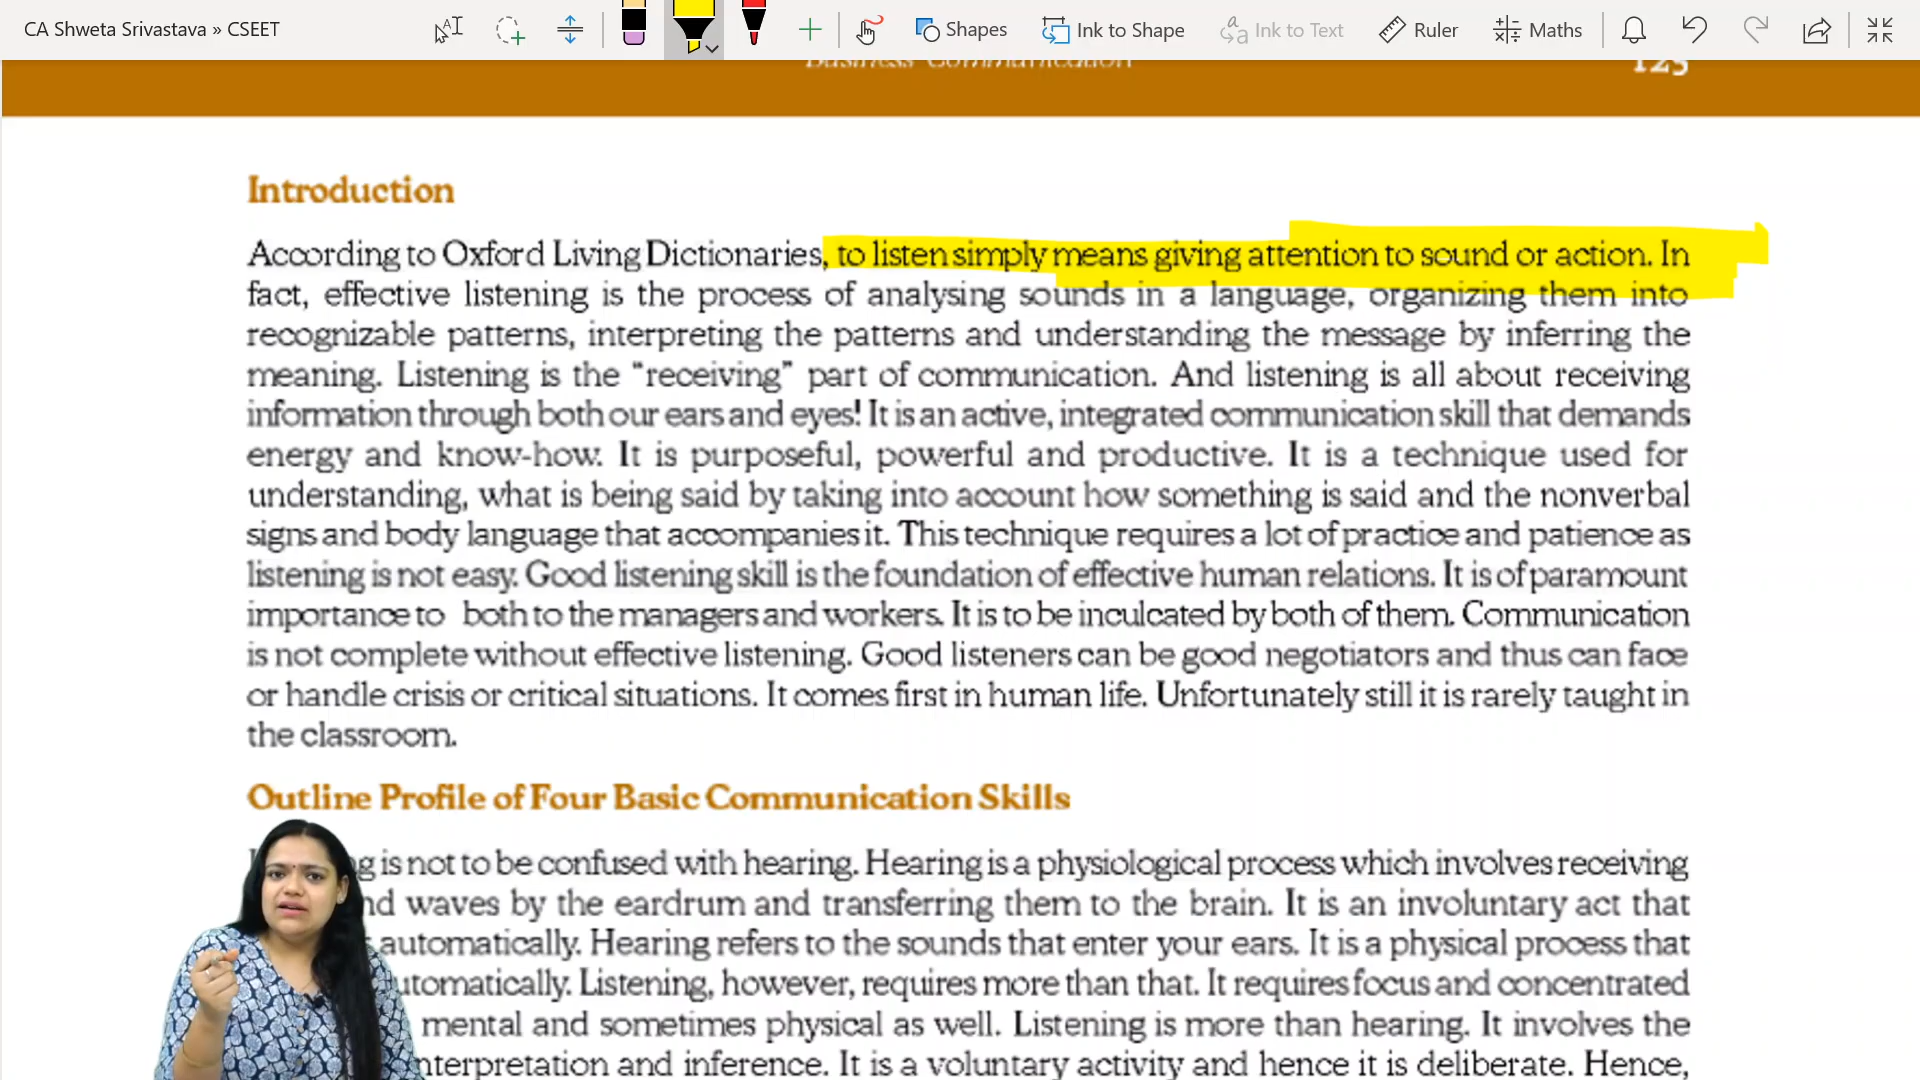 CA Shweta Srivastava » CSEET
Shapes
Ink to Shape
Ink to Text
Ruler
Maths
Business Communication
123
Introduction
According to Oxford Living Dictionaries, to listen simply means giving attention to sound or action. In
fact, effective listening is the process of analysing sounds in a language, organizing them into
recognizable patterns, interpreting the patterns and understanding the message by inferring the
meaning. Listening is the “receiving” part of communication. And listening is all about receiving
information through both our ears and eyes! It is an active, integrated communication skill that demands
energy and know-how. It is purposeful, powerful and productive. It is a technique used for
understanding, what is being said by taking into account how something is said and the nonverbal
signs and body language that accompanies it. This technique requires a lot of practice and patience as
listening is not easy. Good listening skill is the foundation of effective human relations. It is of paramount
importance to both to the managers and workers. It is to be inculcated by both of them. Communication
is not complete without effective listening. Good listeners can be good negotiators and thus can face
or handle crisis or critical situations. It comes first in human life. Unfortunately still it is rarely taught in
the classroom.
Outline Profile of Four Basic Communication Skills
is not to be confused with hearing. Hearing is a physiological process which involves receiving
waves by the eardrum and transferring them to the brain. It is an involuntary act that
automatically. Hearing refers to the sounds that enter your ears. It is a physical process that
automatically. Listening, however, requires more than that. It requires focus and concentrated
mental and sometimes physical as well. Listening is more than hearing. It involves the
interpretation and inference. It is a voluntary activity and hence it is deliberate. Hence,